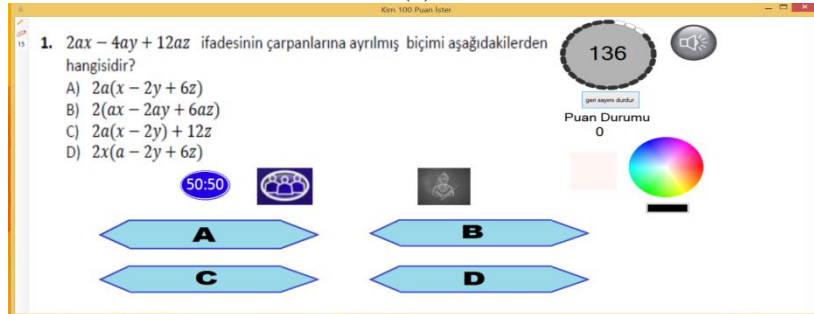 Kim 100 Puan İster
15
1. 2ax − 4ay + 12az ifadesinin çarpanlarına ayrılmış biçimi aşağıdakilerden
hangisidir?
A) 2a(x − 2y + 6z)
B) 2(ax − 2ay + 6az)
C) 2a(x − 2y) + 12z
D) 2x(a − 2y + 6z)
136
geri sayımı durdur
Puan Durumu
0
50:50
A
B
C
D